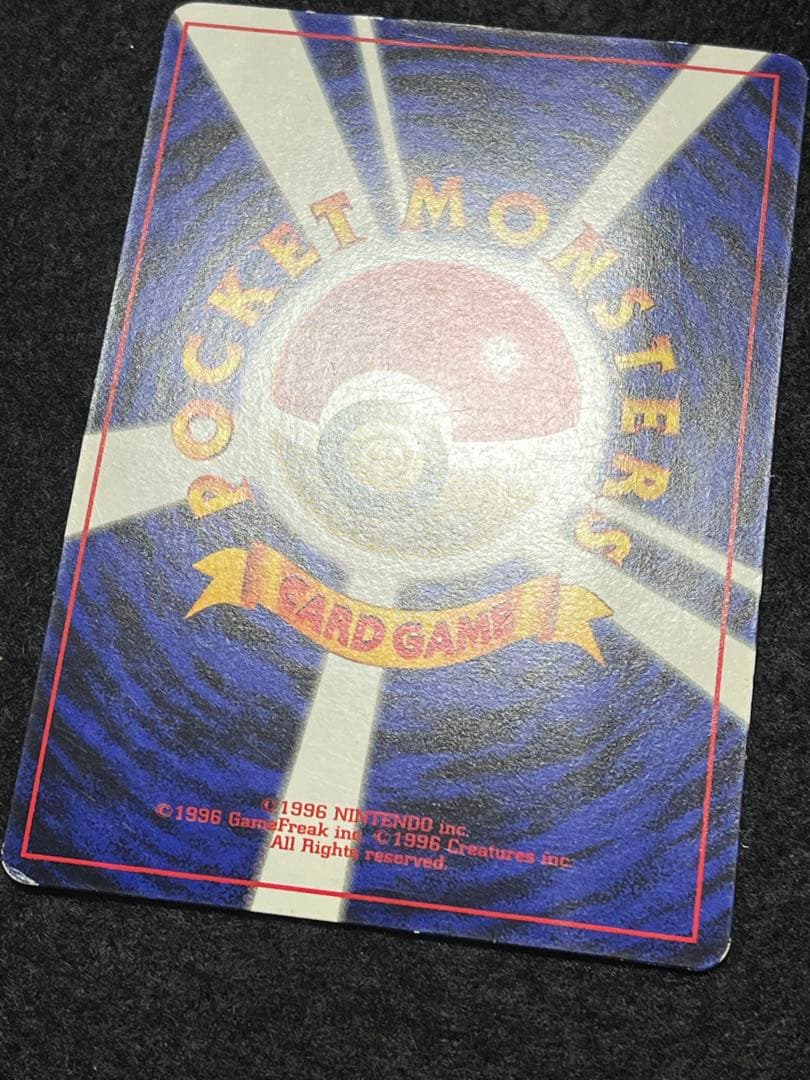 POCKET MONSTERS
CARD GAME
©1996 NINTENDO inc.
©1996 GameFreak inc. ©1996 Creatures inc.
All Rights reserved.